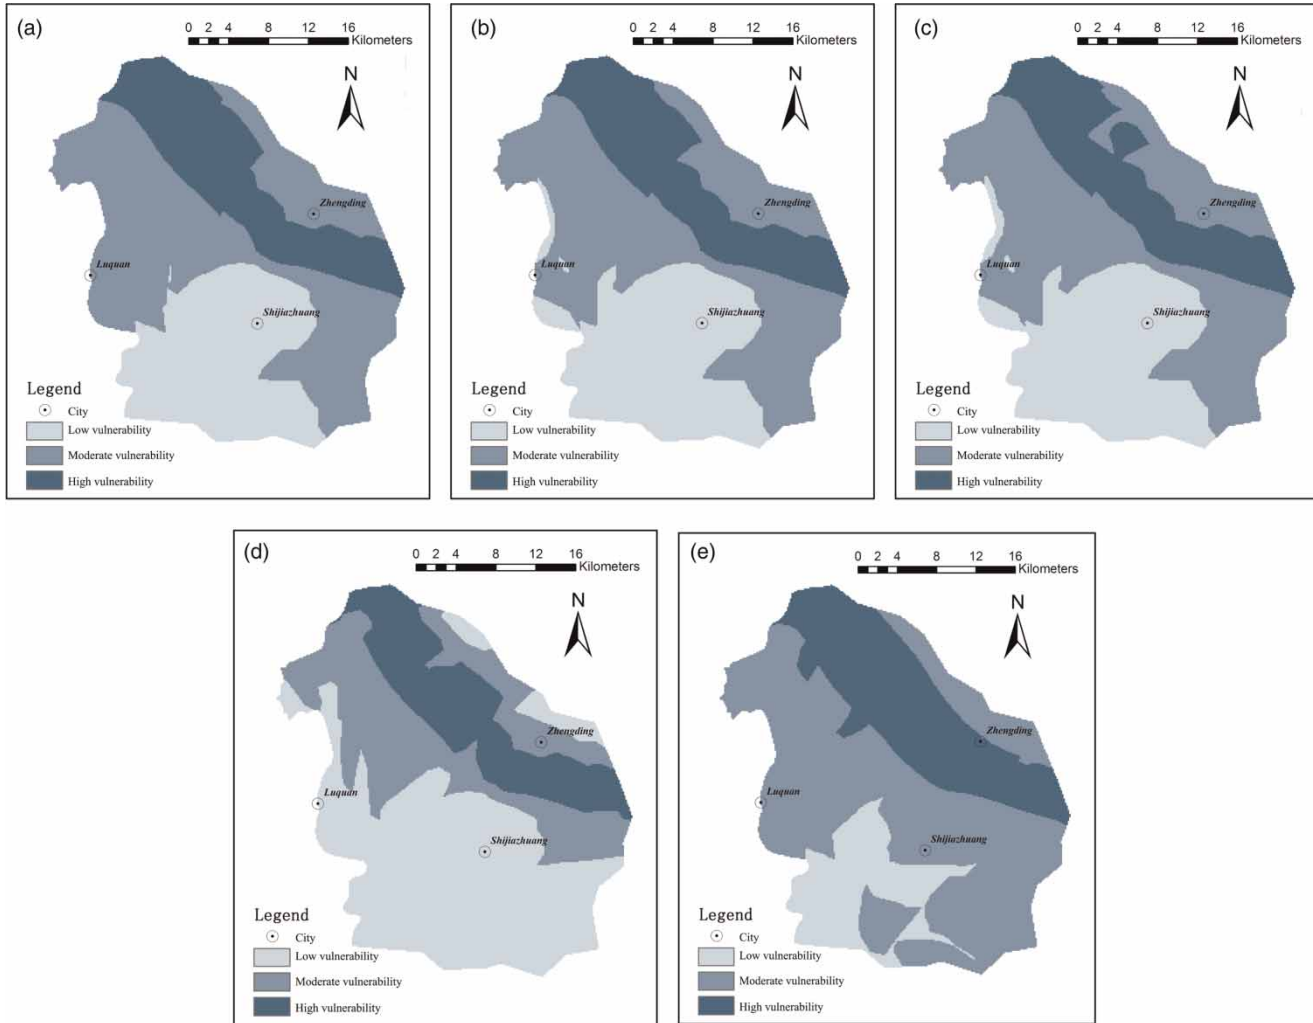 (a)
0 2 4 8 12 16
Kilometers
N
Zhengding
Luquan
Shijiazhuang
Legend
City
Low vulnerability
Moderate vulnerability
High vulnerability
(b)
0 2 4 8 12 16
Kilometers
N
Zhengding
Luquan
Shijiazhuang
Legend
City
Low vulnerability
Moderate vulnerability
High vulnerability
(c)
0 2 4 8 12 16
Kilometers
N
Zhengding
Luquan
Shijiazhuang
Legend
City
Low vulnerability
Moderate vulnerability
High vulnerability
(d)
0 2 4 8 12 16
Kilometers
N
Zhengding
Luquan
Shijiazhuang
Legend
City
Low vulnerability
Moderate vulnerability
High vulnerability
(e)
0 2 4 8 12 16
Kilometers
N
Zhengding
Luquan
Shijiazhuang
Legend
City
Low vulnerability
Moderate vulnerability
High vulnerability